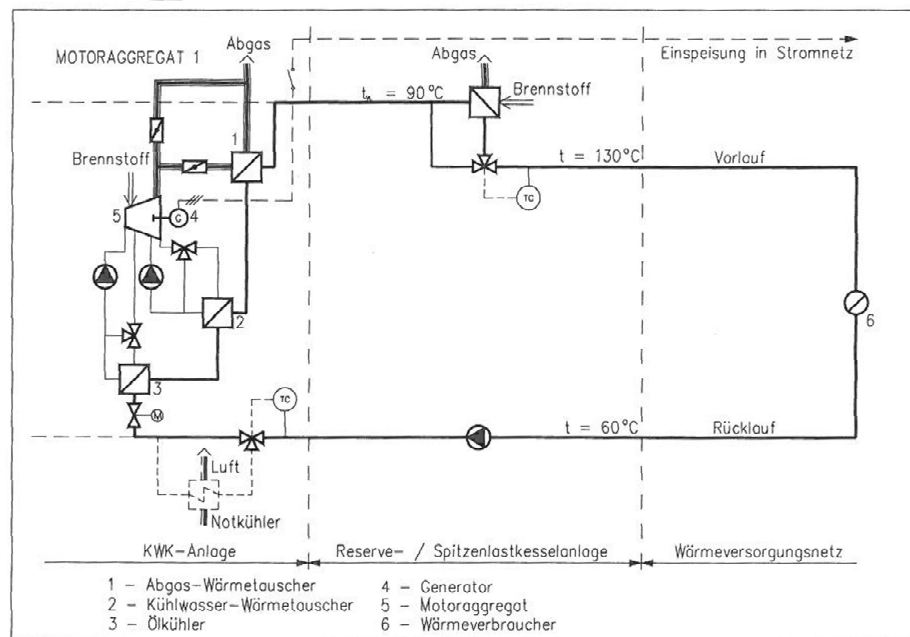 Abgas
MOTORAGGREGAT 1
Abgas
Einspeisung in Stromnetz
Brennstoff
= 90°C
1
t = 130°C
Vorlauf
Brennstoff
TC
5
G
4
2
6
3
TC
M
t = 60°C
Rücklauf
Luft
Notkühler
KWK-Anlage
Reserve- / Spitzenlastkesselanlage
Wärmeversorgungsnetz
1 - Abgas-Wärmetauscher
4 - Generator
2 - Kühlwasser-Wärmetauscher
5 - Motoraggregat
3 - Ölkühler
6 - Wärmeverbraucher